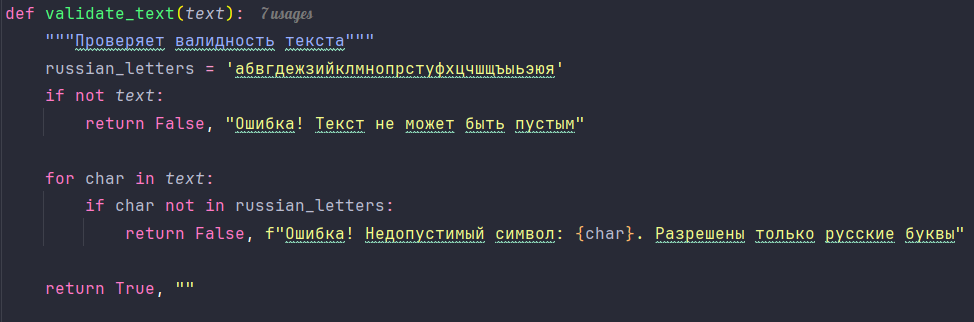 def validate_text(text):  7 usages
    """Проверяет валидность текста"""
    russian_letters = 'абвгдежзийклмнопрстуфхцчшщъыьэюя'
    if not text:
        return False, "Ошибка! Текст не может быть пустым"
    for char in text:
        if char not in russian_letters:
            return False, f"Ошибка! Недопустимый символ: {char}. Разрешены только русские буквы"
    return True, ""